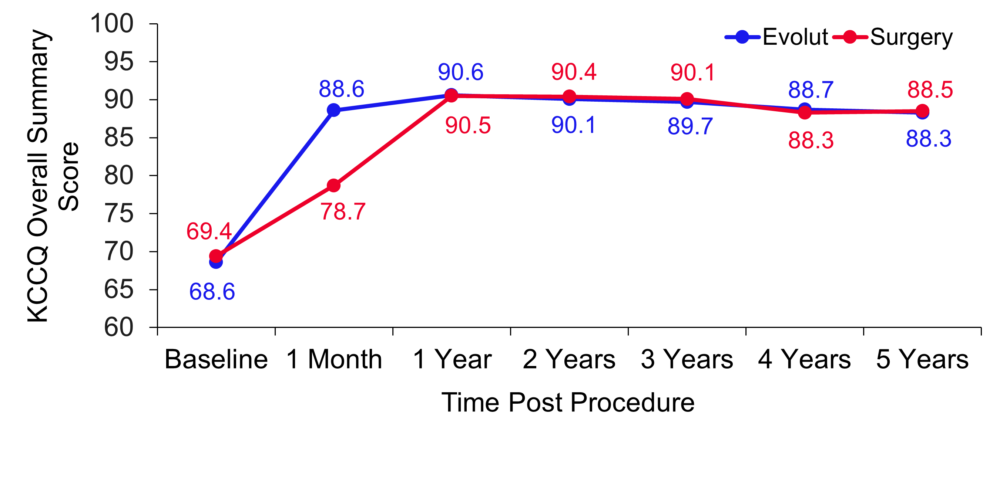 KCCQ Overall Summary
Score
100
95
90
85
80
75
70
65
60
Evolut
Surgery
69.4
68.6
88.6
78.7
90.6
90.5
90.4
90.1
90.1
89.7
88.7
88.3
88.5
88.3
Baseline
1 Month
1 Year
2 Years
3 Years
4 Years
5 Years
Time Post Procedure